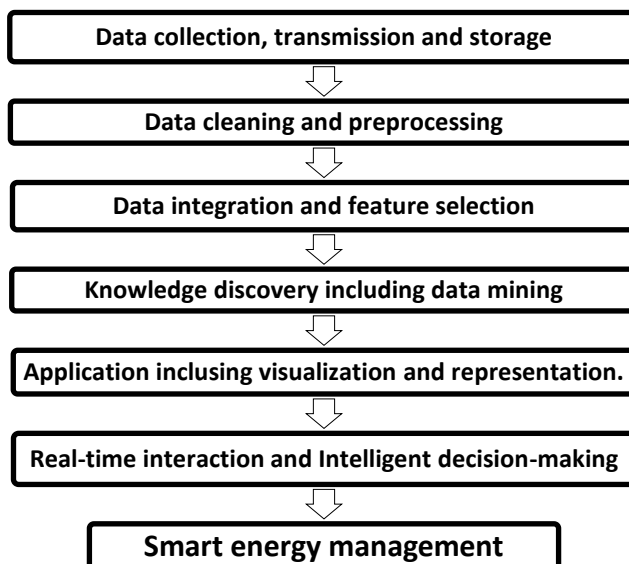 Data collection, transmission and storage
Data cleaning and preprocessing
Data integration and feature selection
Knowledge discovery including data mining
Application inclusing visualization and representation.
Real-time interaction and Intelligent decision-making
Smart energy management